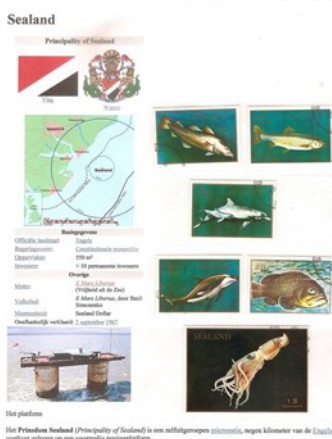 Sealand
Principality of Sealand
Vlag
Wapen
Sealand
Basisgegevens
Officiële landstaal: Engels
Regeringsvorm: Constitutionele monarchie
Oppervlakte: 550 m²
Inwoners: < 10 permanente inwoners
Overige
Motto: E Mare Libertas
(Vrijheid uit de Zee)
Volkslied: E Mare Libertas, door Basil
Simonenko
Munteenheid: Sealand Dollar
Onafhankelijk verklaard: 2 september 1967
Het platform
Het Prinsdom Sealand (Principality of Sealand) is een zelfuitgeroepen micronatie, negen kilometer van de Engelse
SEALAND
1 $